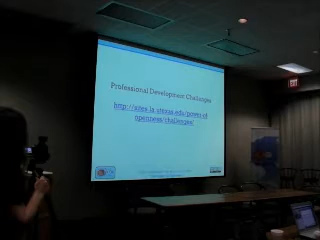 Professional Development Challenges
http://sites.la.utexas.edu/power-of-
openness/challenges/
EXIT